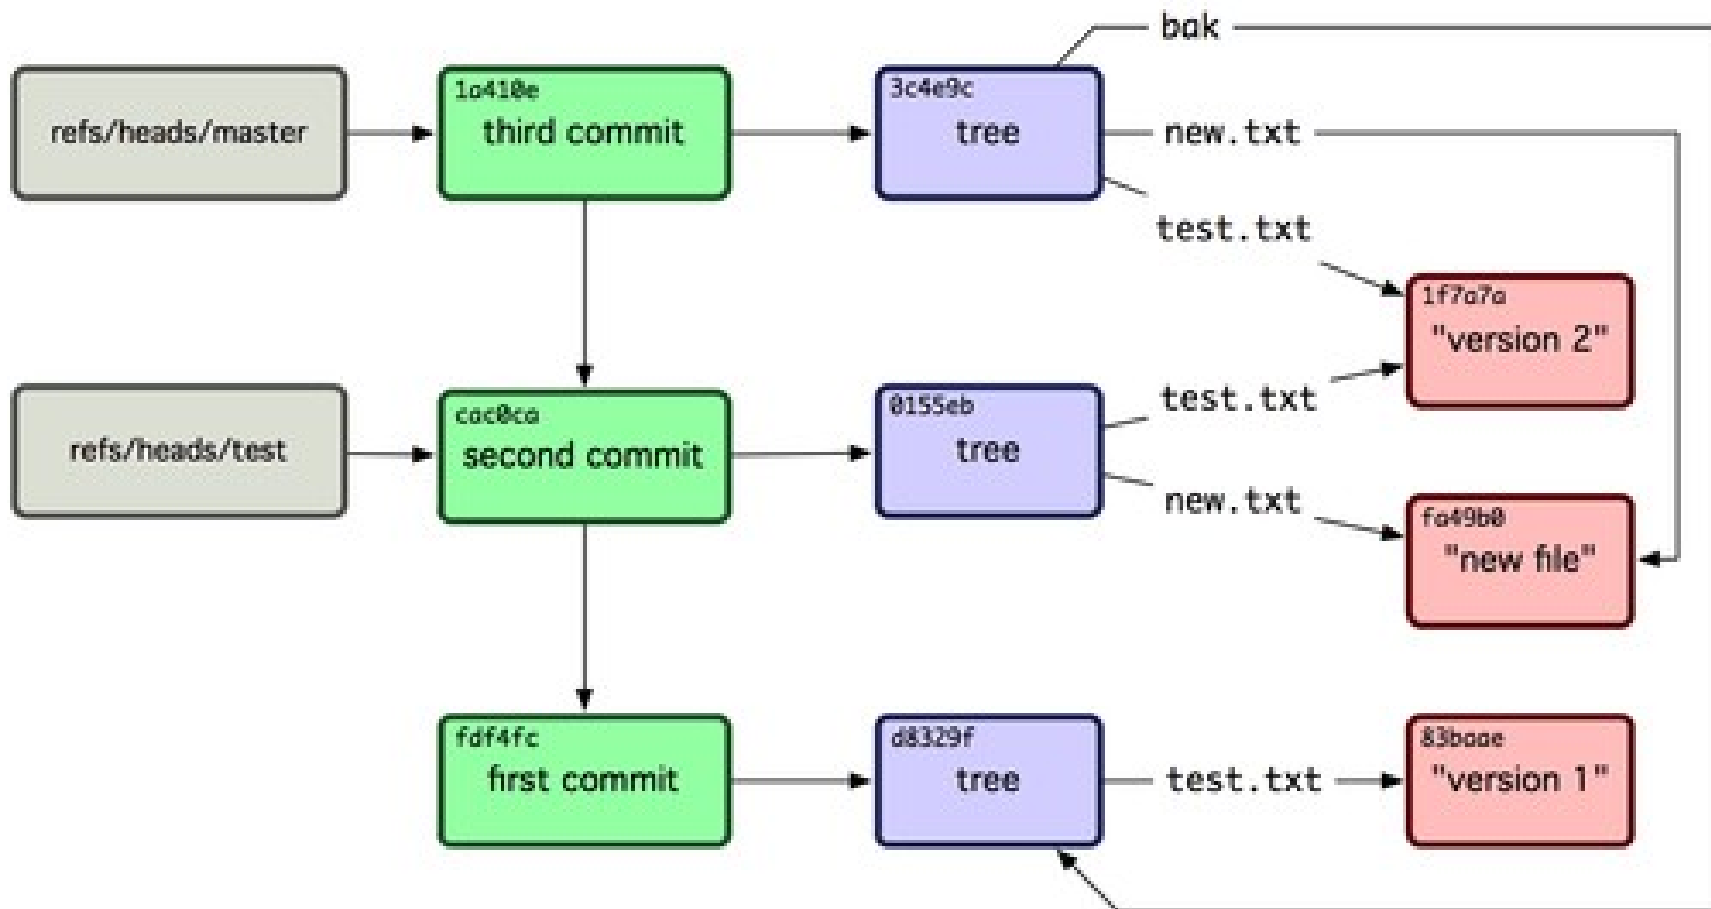 bak
refs/heads/master
1a410e
third commit
3c4e9c
tree
new.txt
test.txt
1f7a7a
"version 2"
refs/heads/test
cac0ca
second commit
0155eb
tree
test.txt
new.txt
fa49b0
"new file"
fdf4fc
first commit
d8329f
tree
test.txt
83baae
"version 1"